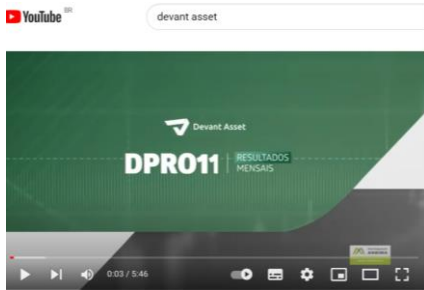 YouTube BR
devant asset
Devant Asset
DPRO11
RESULTADOS
MENSAIS
0:03 / 5:46